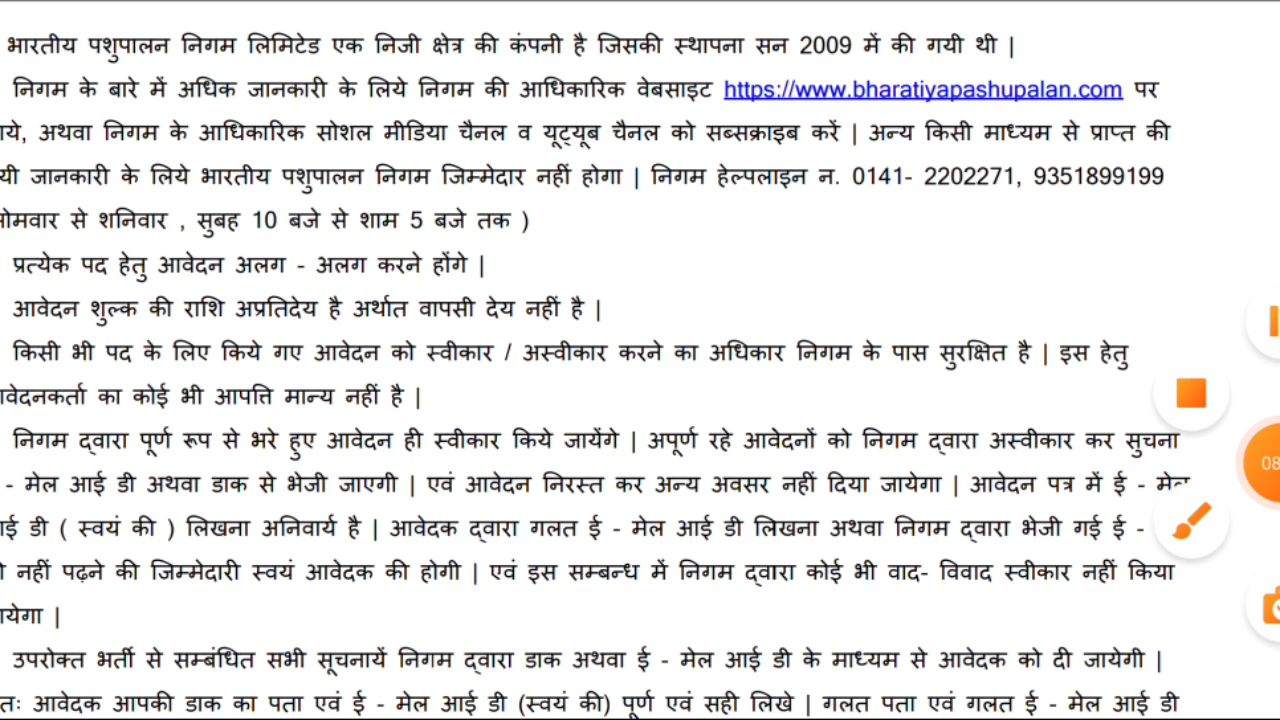 भारतीय पशुपालन निगम लिमिटेड एक निजी क्षेत्र की कंपनी है जिसकी स्थापना सन 2009 में की गयी थी |
निगम के बारे में अधिक जानकारी के लिये निगम की आधिकारिक वेबसाइट https://www.bharatiyapashupalan.com पर
ाये, अथवा निगम के आधिकारिक सोशल मीडिया चैनल व यूट्यूब चैनल को सब्सक्राइब करें | अन्य किसी माध्यम से प्राप्त की
यी जानकारी के लिये भारतीय पशुपालन निगम जिम्मेदार नहीं होगा | निगम हेल्पलाइन न. 0141- 2202271, 9351899199
ोमवार से शनिवार , सुबह 10 बजे से शाम 5 बजे तक )
प्रत्येक पद हेतु आवेदन अलग - अलग करने होंगे |
आवेदन शुल्क की राशि अप्रतिदेय है अर्थात वापसी देय नहीं है |
किसी भी पद के लिए किये गए आवेदन को स्वीकार / अस्वीकार करने का अधिकार निगम के पास सुरक्षित है | इस हेतु
ावेदनकर्ता का कोई भी आपत्ति मान्य नहीं है |
निगम द्वारा पूर्ण रूप से भरे हुए आवेदन ही स्वीकार किये जायेंगे | अपूर्ण रहे आवेदनों को निगम द्वारा अस्वीकार कर सुचना
- मेल आई डी अथवा डाक से भेजी जाएगी | एवं आवेदन निरस्त कर अन्य अवसर नहीं दिया जायेगा | आवेदन पत्र में ई - मेल
ाई डी ( स्वयं की ) लिखना अनिवार्य है | आवेदक द्वारा गलत ई - मेल आई डी लिखना अथवा निगम द्वारा भेजी गई ई -
नहीं पढ़ने की जिम्मेदारी स्वयं आवेदक की होगी | एवं इस सम्बन्ध में निगम द्वारा कोई भी वाद- विवाद स्वीकार नहीं किया
ायेगा |
उपरोक्त भर्ती से सम्बंधित सभी सूचनायें निगम द्वारा डाक अथवा ई - मेल आई डी के माध्यम से आवेदक को दी जायेगी |
तः आवेदक आपकी डाक का पता एवं ई - मेल आई डी (स्वयं की) पूर्ण एवं सही लिखे | गलत पता एवं गलत ई - मेल आई डी
08